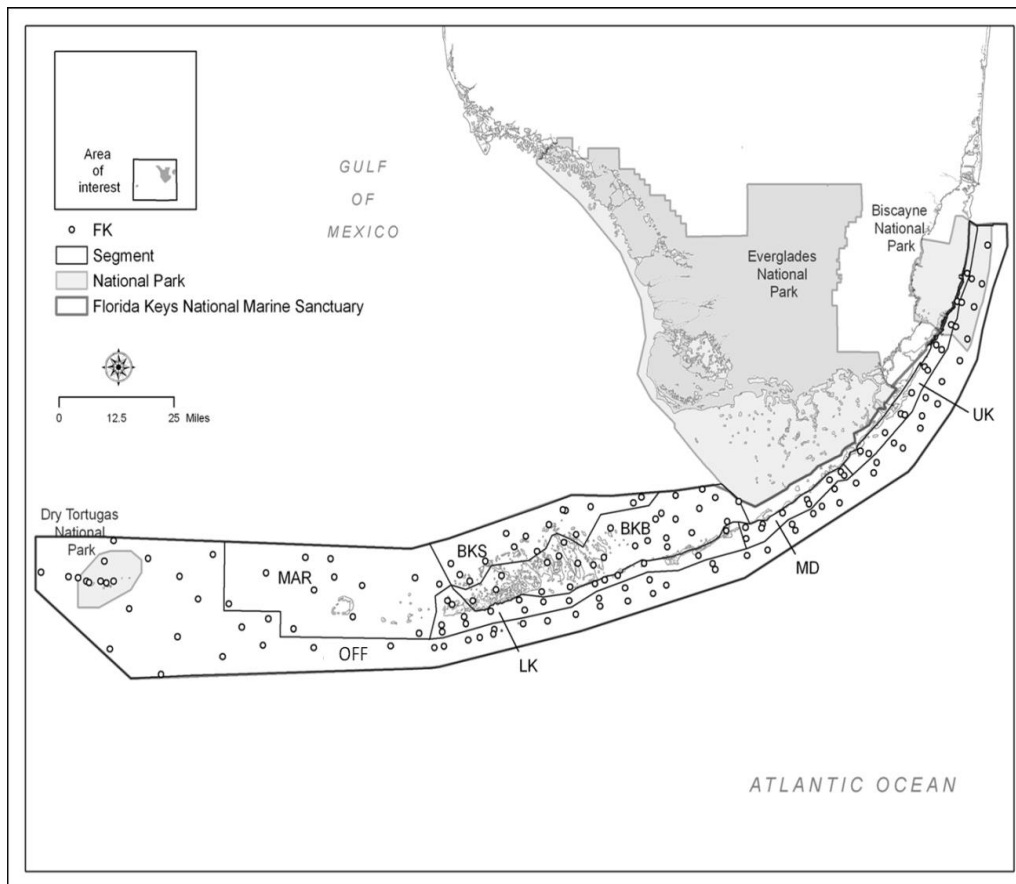 Area
of
interest
FK
Segment
National Park
Florida Keys National Marine Sanctuary
0 12.5 25 Miles
GULF
OF
MEXICO
Biscayne
National
Park
Everglades
National
Park
UK
Dry Tortugas
National
Park
BKS
BKB
MAR
MD
OFF
LK
ATLANTIC OCEAN